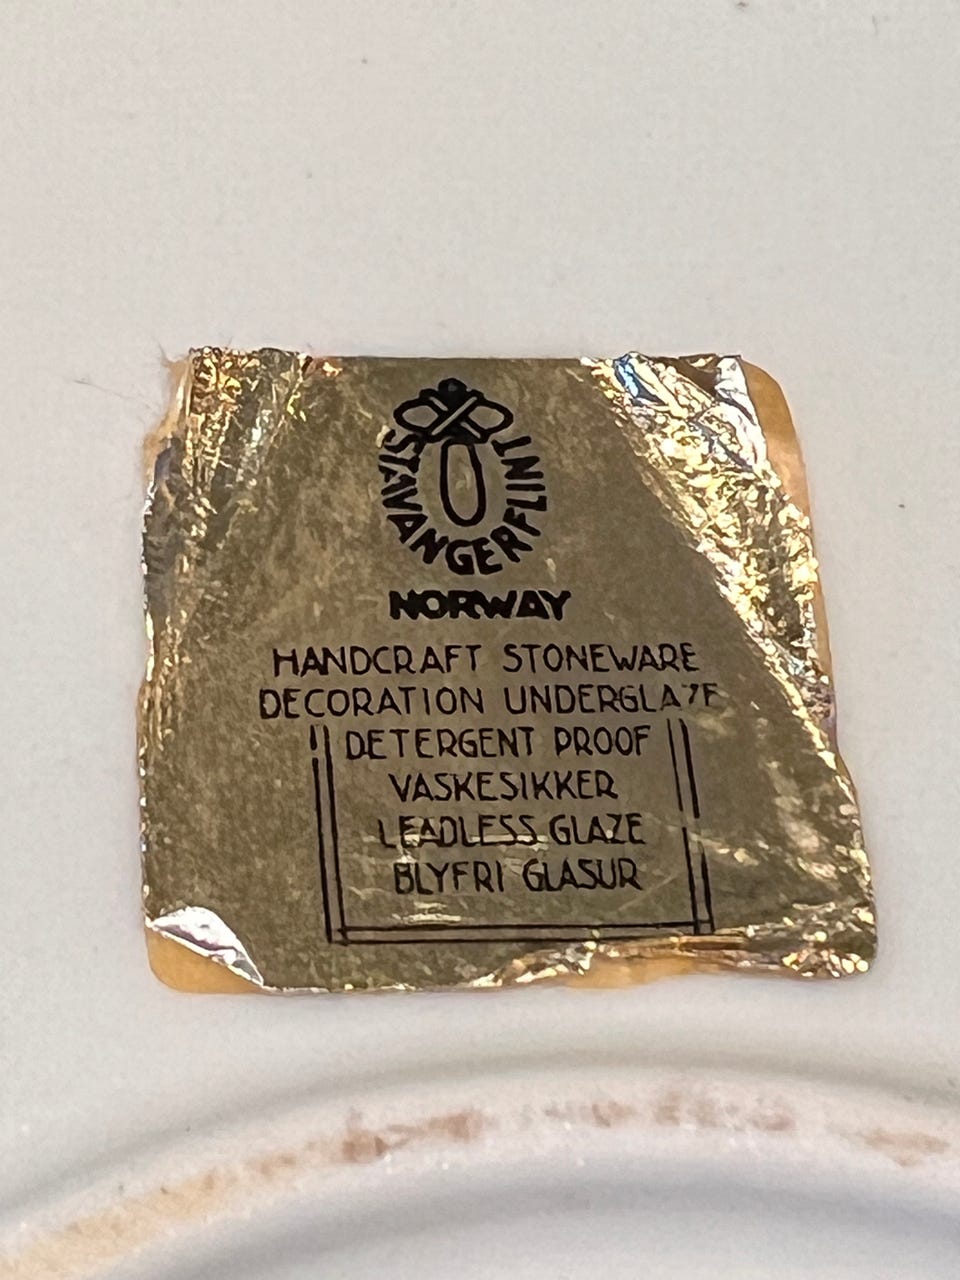 STAVANGERFLINT
NORWAY
HANDCRAFT STONEWARE
DECORATION UNDERGLAZE
DETERGENT PROOF
VASKESIKKER
LEADLESS GLAZE
BLYFRI GLASUR